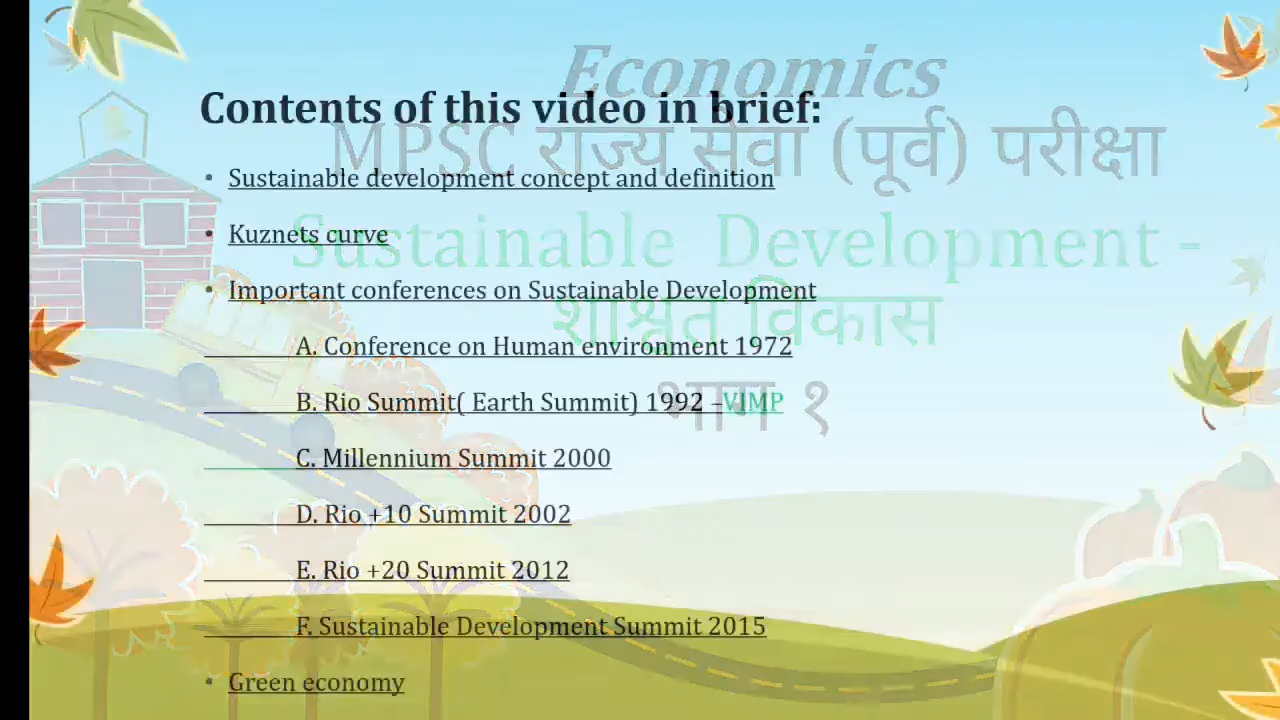 Economics
Contents of this video in brief:
MPSC राज्य सेवा (पूर्व) परीक्षा
• Sustainable development concept and definition
Sustainable Development -
• Kuznets curve
• Important conferences on Sustainable Development
शाश्वत विकास
A. Conference on Human environment 1972
B. Rio Summit( Earth Summit) 1992 –VIMP
भाग १
C. Millennium Summit 2000
D. Rio +10 Summit 2002
E. Rio +20 Summit 2012
F. Sustainable Development Summit 2015
• Green economy